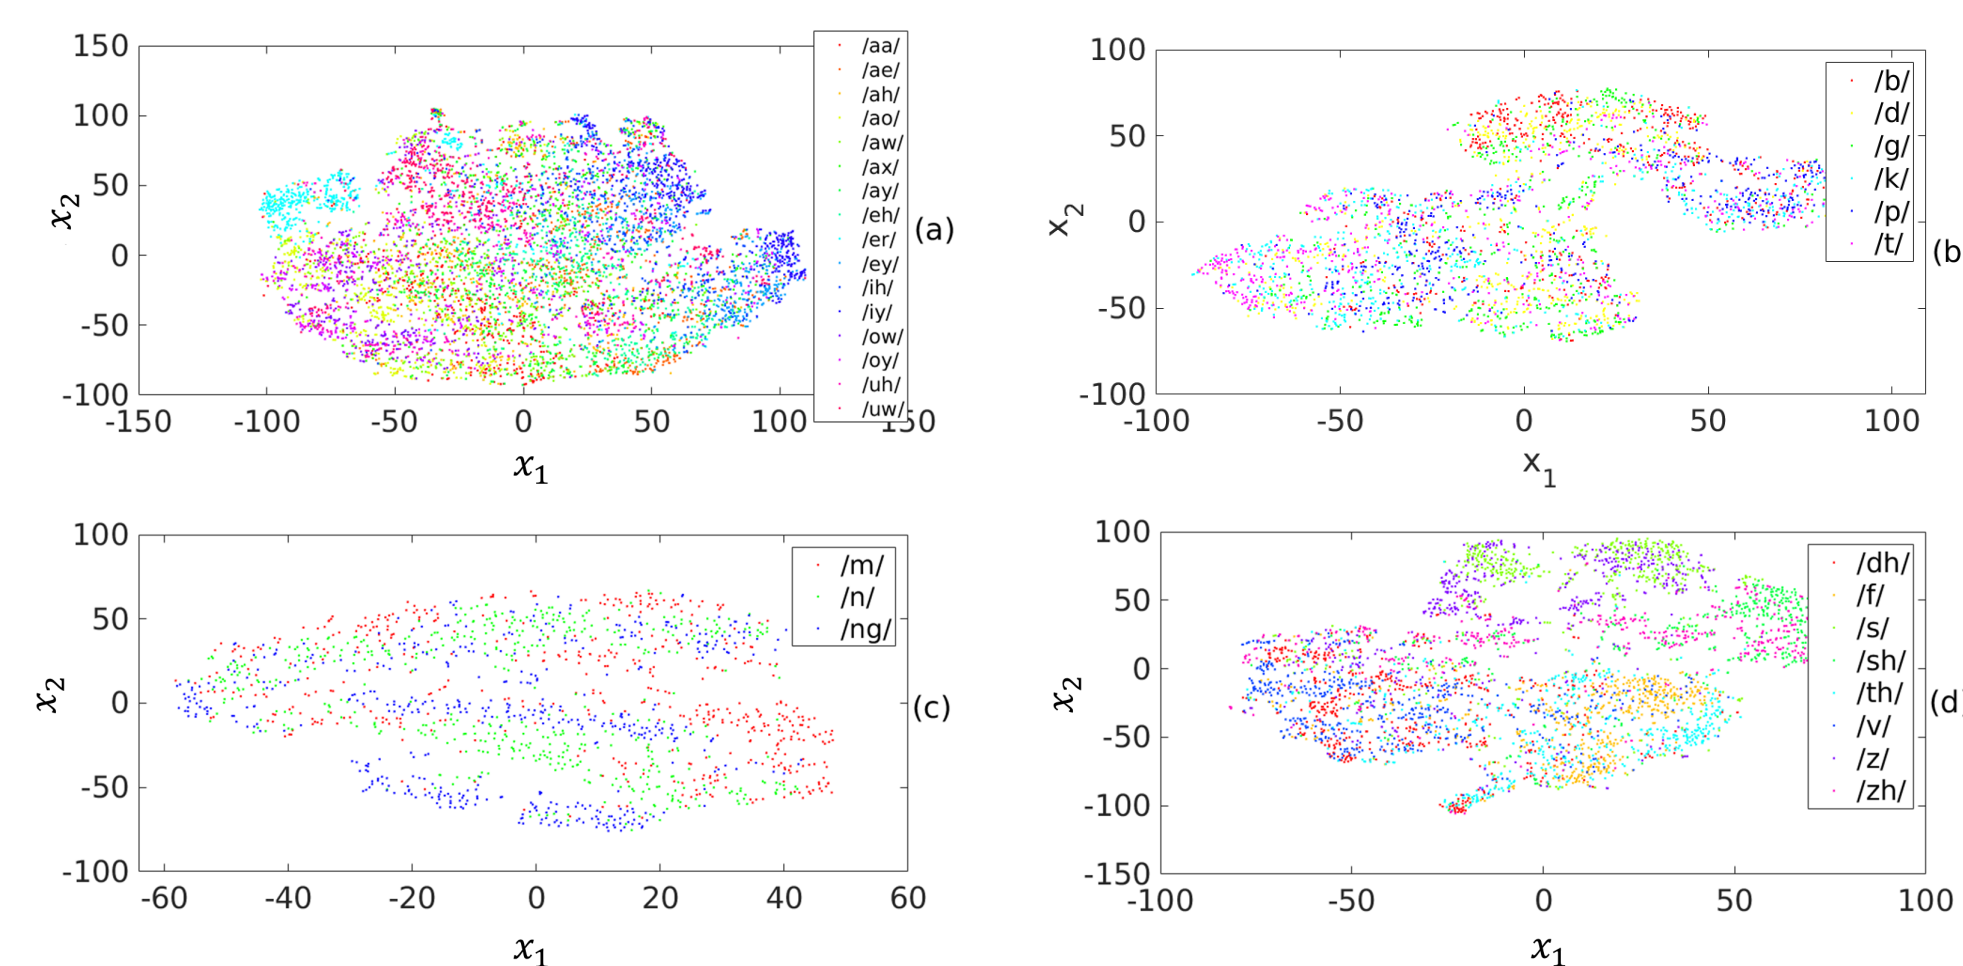 150
100
50
0
-50
-100
-150
-100
-50
0
50
100
150
x₂
x₁
/aa/
/ae/
/ah/
/ao/
/aw/
/ax/
/ay/
/eh/
/er/
/ey/
/ih/
/iy/
/ow/
/oy/
/uh/
/uw/
(a)
100
50
0
-50
-100
-100
-50
0
50
100
x₂
x₁
/b/
/d/
/g/
/k/
/p/
/t/
(b
100
50
0
-50
-100
-60
-40
-20
0
20
40
60
x₂
x₁
/m/
/n/
/ng/
(c)
100
50
0
-50
-100
-150
-100
-50
0
50
100
x₂
x₁
/dh/
/f/
/s/
/sh/
/th/
/v/
/z/
/zh/
(d)